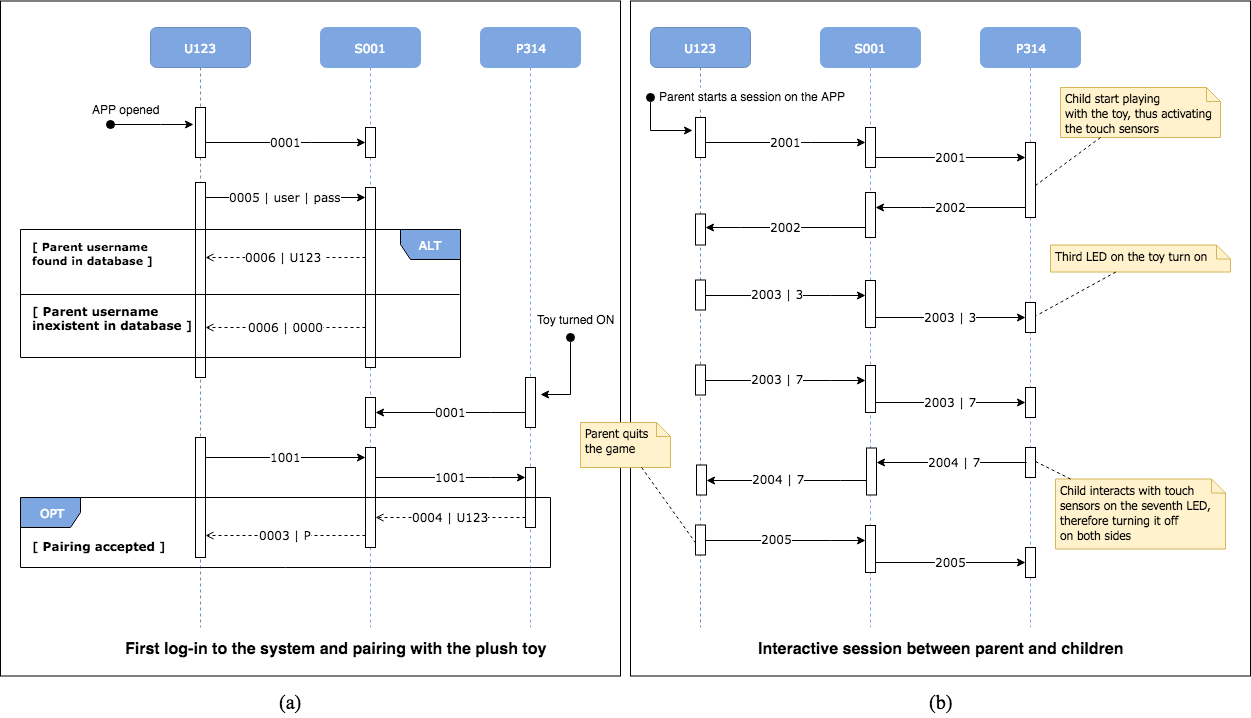 U123
S001
P314
APP opened
0001
0005 | user | pass
ALT
[ Parent username
found in database ]
0006 | U123
[ Parent username
inexistent in database ]
0006 | 0000
Toy turned ON
0001
1001
1001
OPT
0004 | U123
0003 | P
[ Pairing accepted ]
First log-in to the system and pairing with the plush toy
(a)
U123
S001
P314
Parent starts a session on the APP
Child start playing
with the toy, thus activating
the touch sensors
2001
2001
2002
2002
Third LED on the toy turn on
2003 | 3
2003 | 3
2003 | 7
2003 | 7
Parent quits
the game
2004 | 7
2004 | 7
Child interacts with touch
sensors on the seventh LED,
therefore turning it off
on both sides
2005
2005
Interactive session between parent and children
(b)